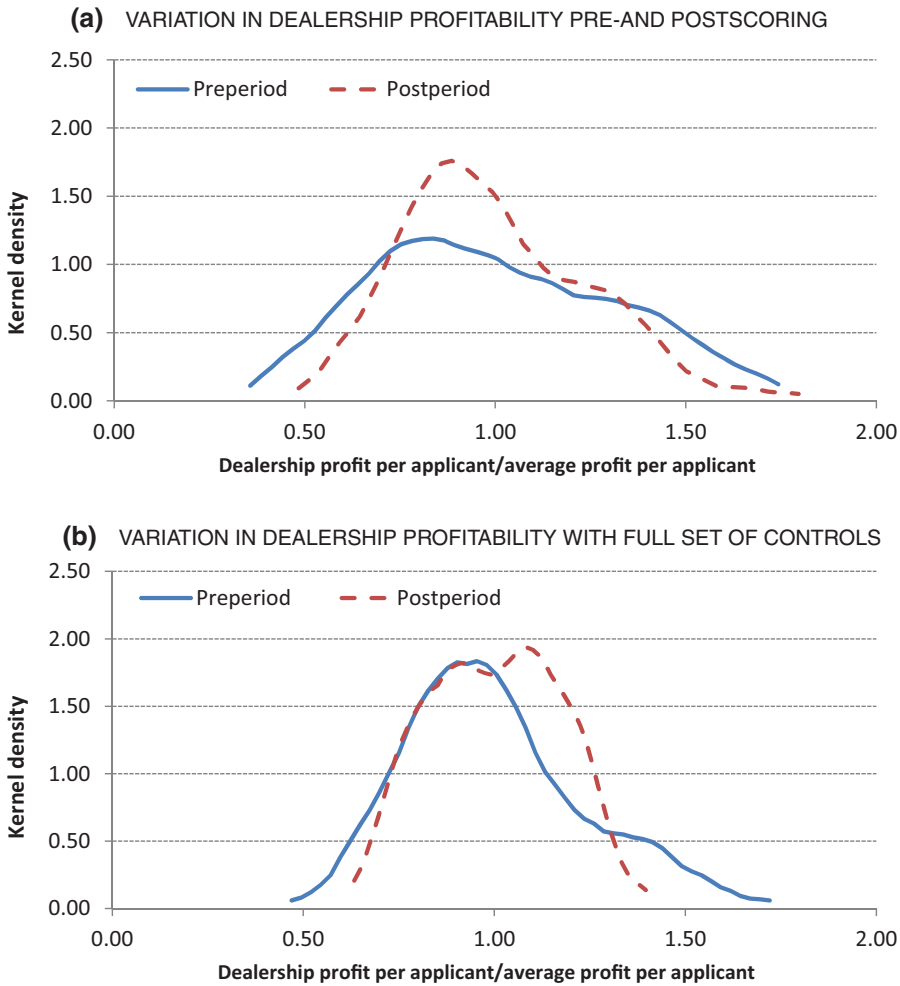 (a) VARIATION IN DEALERSHIP PROFITABILITY PRE-AND POSTSCORING
2.50
Preperiod Postperiod
2.00
1.50
1.00
0.50
0.00
Kernel density
0.00 0.50 1.00 1.50 2.00
Dealership profit per applicant/average profit per applicant
(b) VARIATION IN DEALERSHIP PROFITABILITY WITH FULL SET OF CONTROLS
2.50
Preperiod Postperiod
2.00
1.50
1.00
0.50
0.00
Kernel density
0.00 0.50 1.00 1.50 2.00
Dealership profit per applicant/average profit per applicant